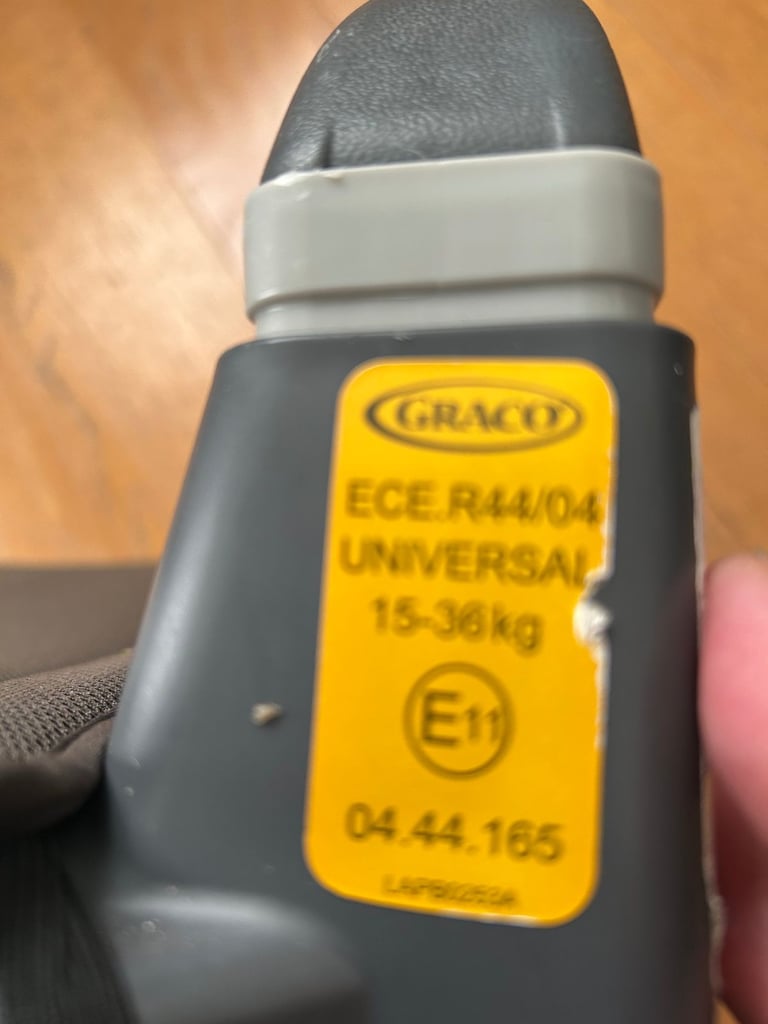 GRACO
ECE.R44/04
UNIVERSAL
15-36kg
E11
04.44.165